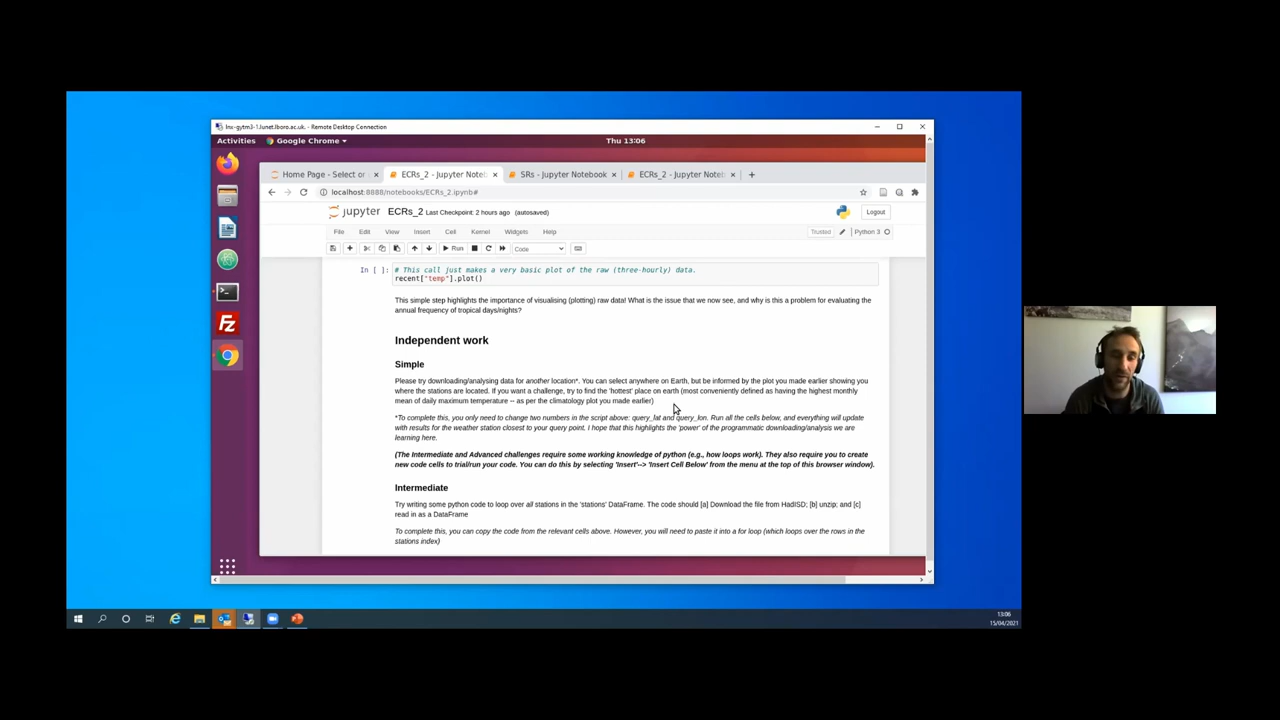 lnx-gytm3-1.lunet.lboro.ac.uk. - Remote Desktop Connection
Activities
Google Chrome
Thu 13:06
Home Page - Select or
ECRs_2 - Jupyter Noteb
SRs - Jupyter Notebook
ECRs_2 - Jupyter Noteb
localhost:8888/notebooks/ECRs_2.ipynb#
jupyter
ECRs_2
Last Checkpoint: 2 hours ago
(autosaved)
Logout
File
Edit
View
Insert
Cell
Kernel
Widgets
Help
Trusted
Python 3
Run
Code
In [ ]:
# This call just makes a very basic plot of the raw (three-hourly) data.
recent["temp"].plot()
This simple step highlights the importance of visualising (plotting) raw data! What is the issue that we now see, and why is this a problem for evaluating the
annual frequency of tropical days/nights?
Independent work
Simple
Please try downloading/analysing data for another location*. You can select anywhere on Earth, but be informed by the plot you made earlier showing you
where the stations are located. If you want a challenge, try to find the 'hottest' place on earth (most conveniently defined as having the highest monthly
mean of daily maximum temperature -- as per the climatology plot you made earlier)
*To complete this, you only need to change two numbers in the script above: query_lat and query_lon. Run all the cells below, and everything will update
with results for the weather station closest to your query point. I hope that this highlights the 'power' of the programmatic downloading/analysis we are
learning here.
(The Intermediate and Advanced challenges require some working knowledge of python (e.g., how loops work). They also require you to create
new code cells to trial/run your code. You can do this by selecting 'Insert'--> 'Insert Cell Below' from the menu at the top of this browser window).
Intermediate
Try writing some python code to loop over all stations in the 'stations' DataFrame. The code should [a] Download the file from HadISD; [b] unzip; and [c]
read in as a DataFrame
To complete this, you can copy the code from the relevant cells above. However, you will need to paste it into a for loop (which loops over the rows in the
stations index)
13:06
15/04/2021